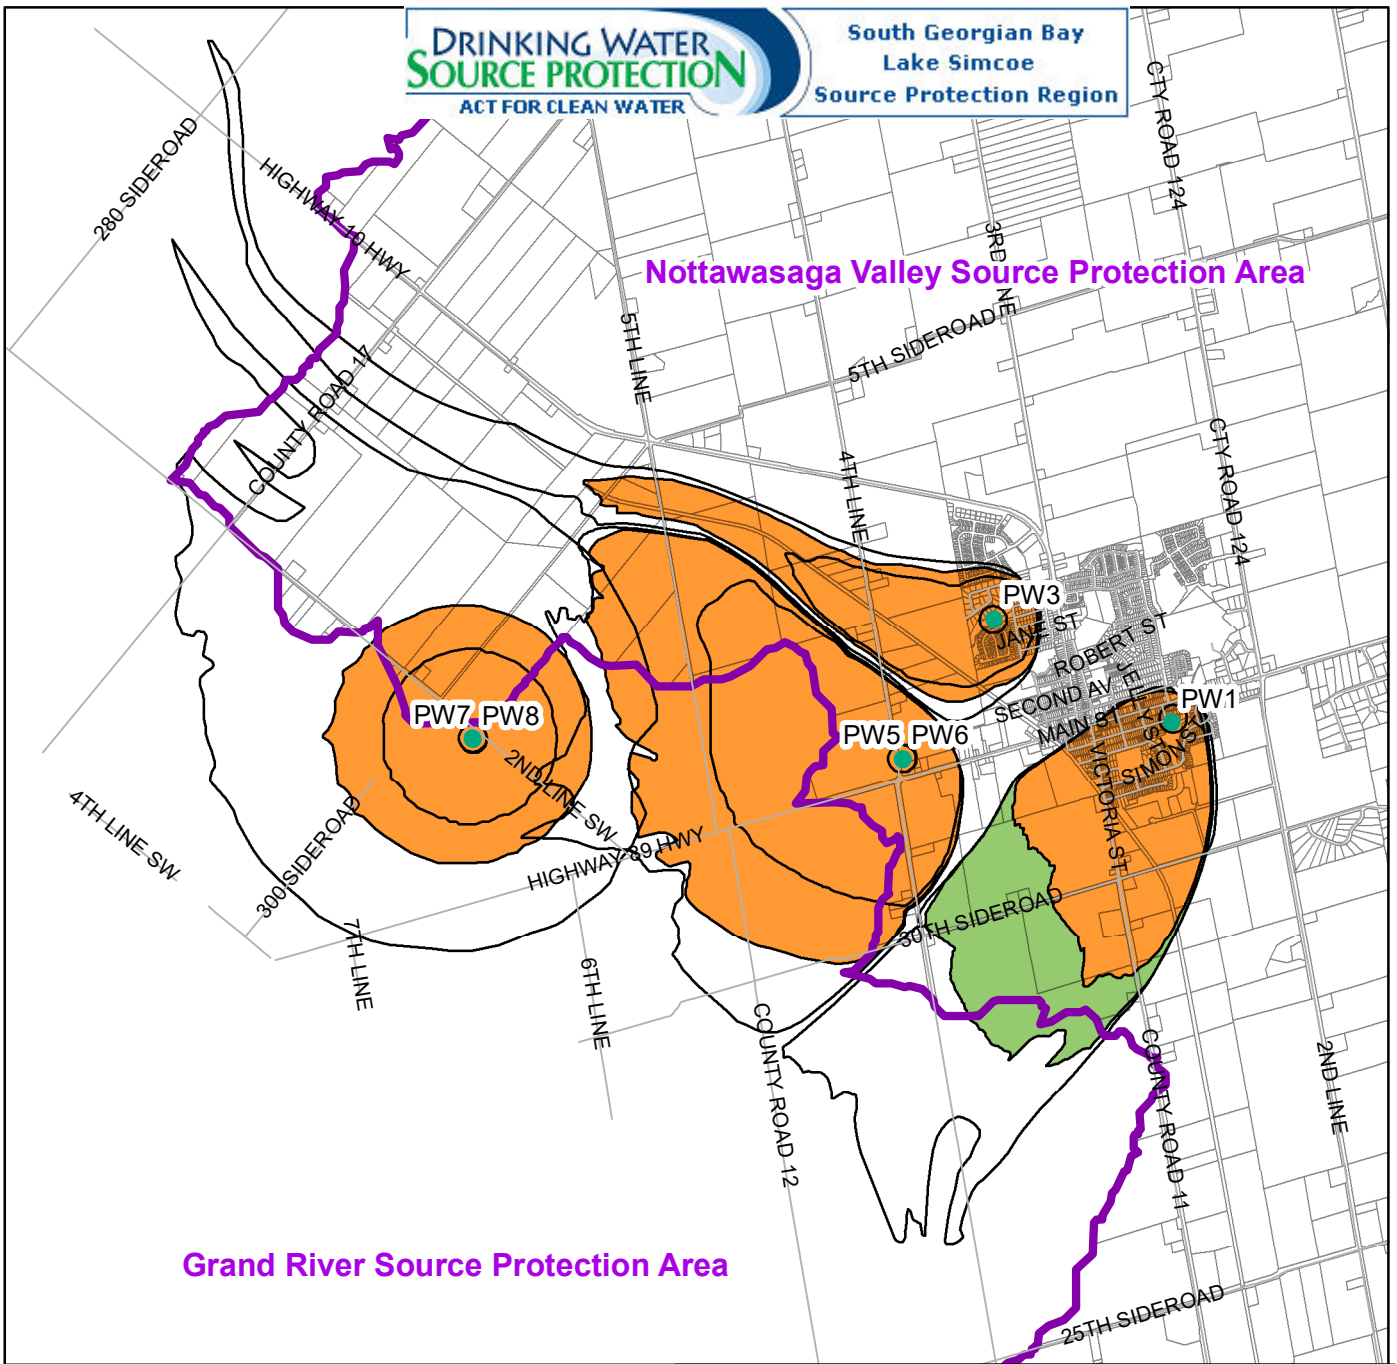 DRINKING WATER
SOURCE PROTECTION
ACT FOR CLEAN WATER
South Georgian Bay
Lake Simcoe
Source Protection Region
CTY ROAD 124
280 SIDEROAD
HIGHWAY 10 HWY
3RD LINE
Nottawasaga Valley Source Protection Area
5TH LINE
5TH SIDEROAD
COUNTY ROAD 17
4TH LINE
CTY ROAD 124
PW3
JANE ST
ROBERT ST
SECOND AV
JELLY ST
PW1
MAIN ST
SIMON S
VICTORIA ST
PW7 PW8
PW5 PW6
2ND LINE SW
4TH LINE SW
300 SIDEROAD
HIGHWAY 89 HWY
30TH SIDEROAD
7TH LINE
6TH LINE
COUNTY ROAD 12
COUNTY ROAD 11
2ND LINE
Grand River Source Protection Area
25TH SIDEROAD